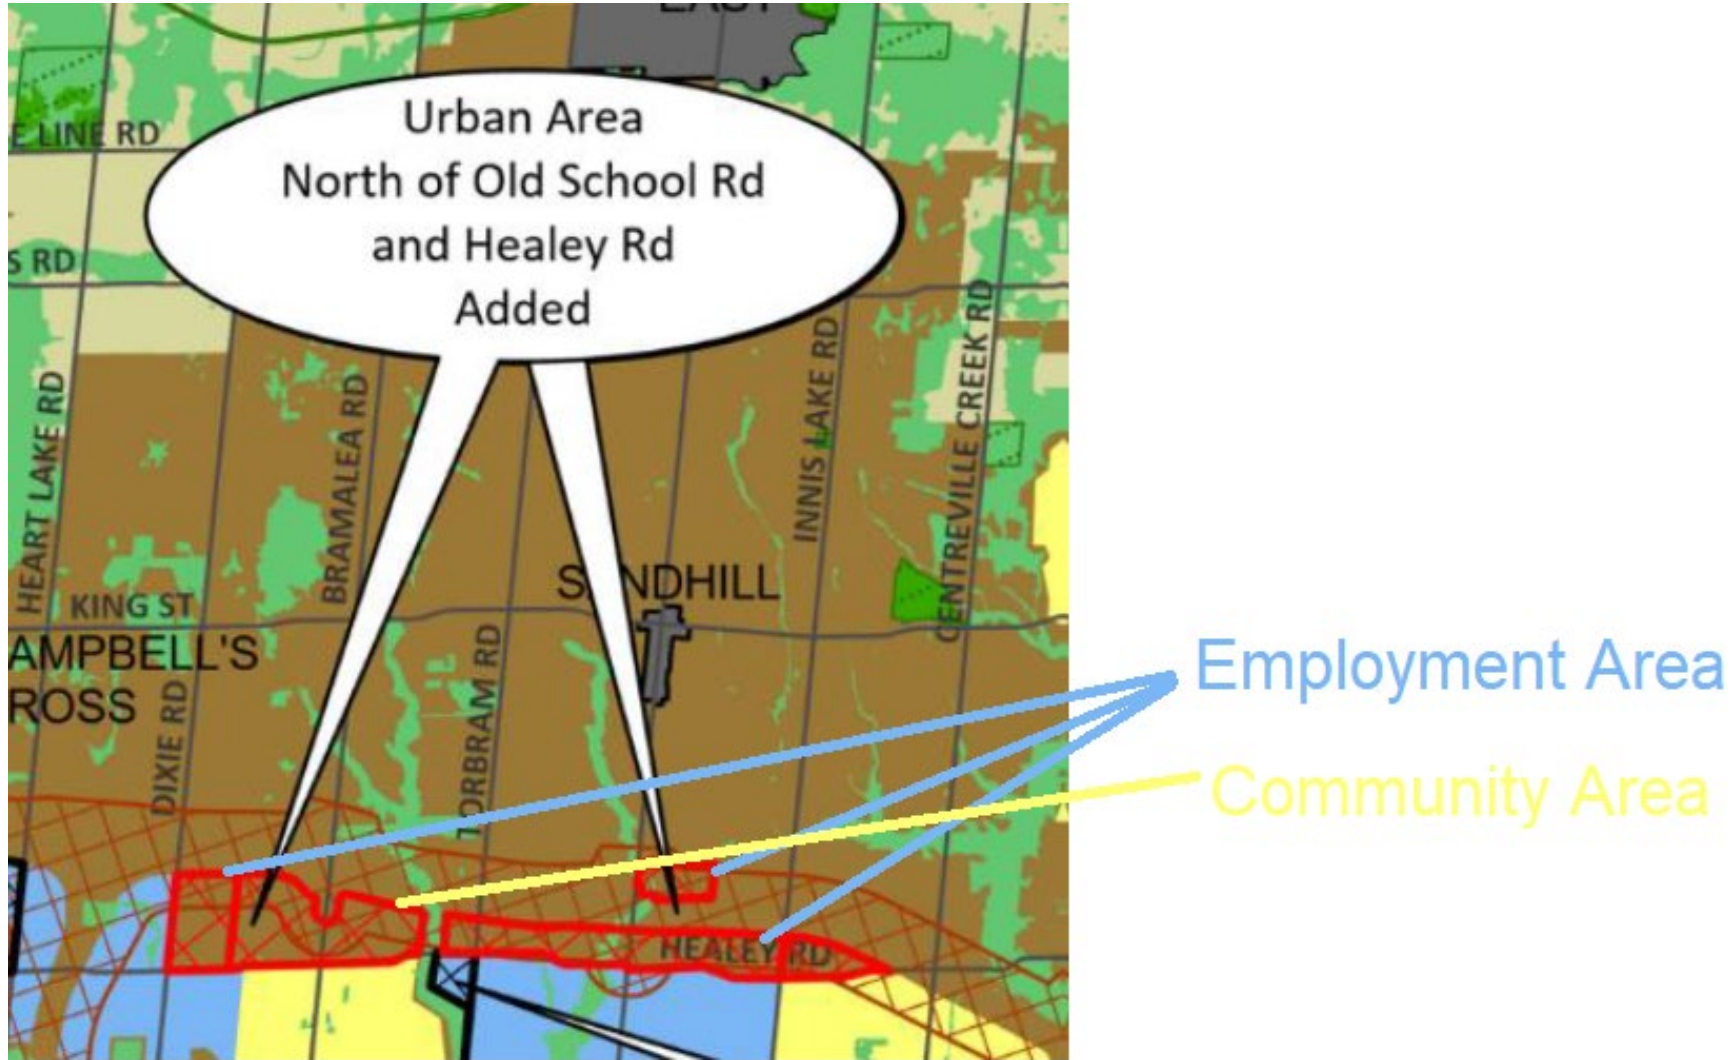 EAST
Urban Area
North of Old School Rd
and Healey Rd
Added
E LINE RD
S RD
HEART LAKE RD
BRAMALEA RD
INNIS LAKE RD
CENTREVILLE CREEK RD
KING ST
S NDHILL
AMPBELL'S
ROSS
DIXIE RD
TORBRAM RD
Employment Area
Community Area
HEALEY RD